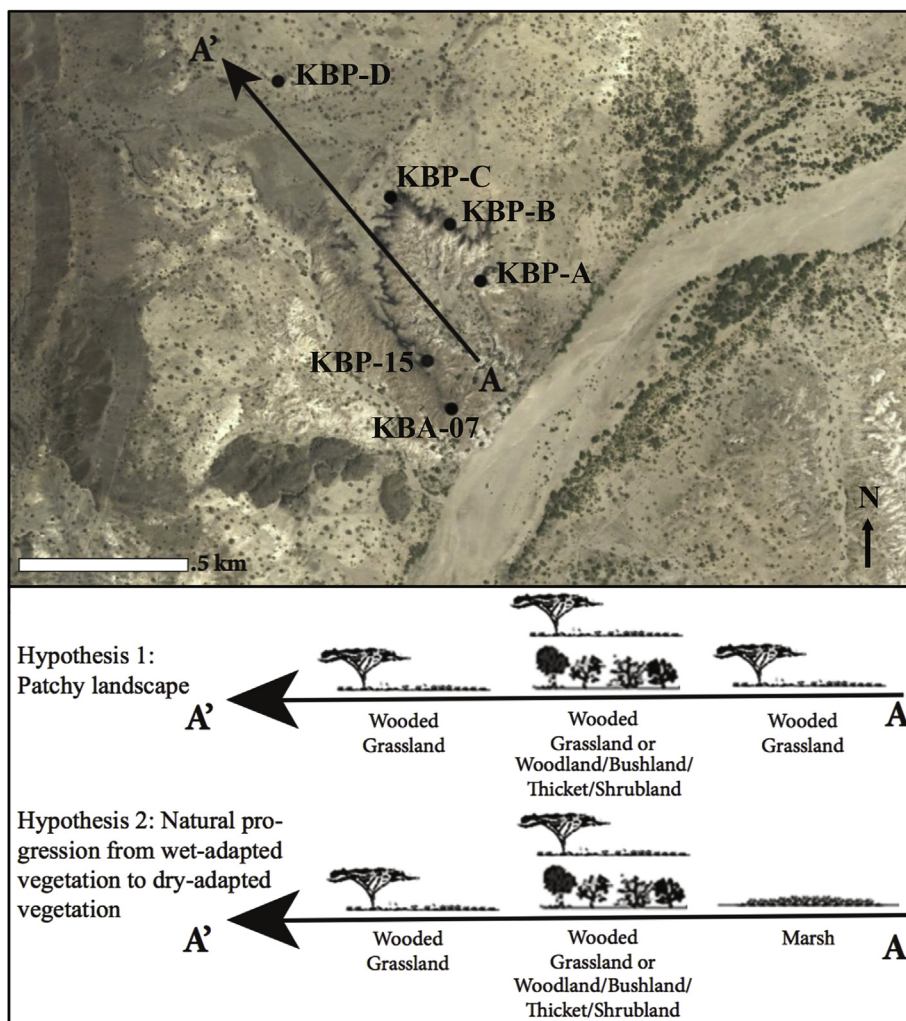 A'
KBP-D
KBP-C
KBP-B
KBP-A
KBP-15
A
KBA-07
N
.5 km
Hypothesis 1:
Patchy landscape
A'
A
Wooded
Grassland
Wooded
Grassland or
Woodland/Bushland/
Thicket/Shrubland
Wooded
Grassland
Hypothesis 2: Natural pro-
gression from wet-adapted
vegetation to dry-adapted
vegetation
A'
A
Wooded
Grassland
Wooded
Grassland or
Woodland/Bushland/
Thicket/Shrubland
Marsh